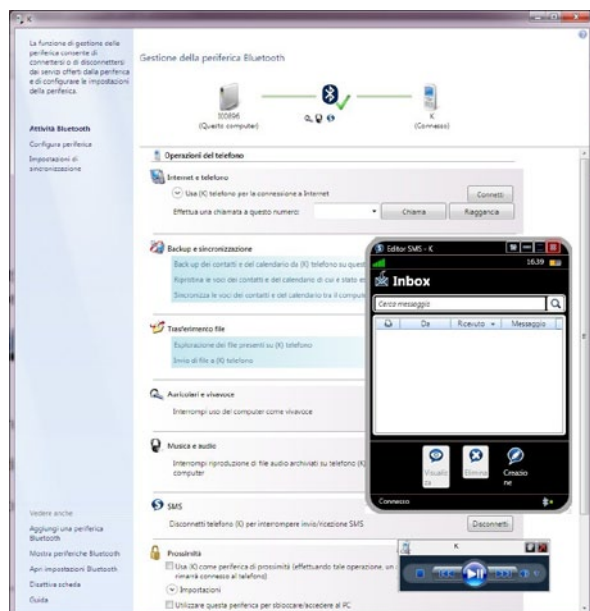 K
La funzione di gestione delle
periferica consente di
connettersi o di disconnettersi
dai servizi offerti dalla periferica
e di configurare le impostazioni
della periferica.
Attività Bluetooth
Configura periferica
Impostazioni di
sincronizzazione
Gestione della periferica Bluetooth
(Questo computer)
K
(Connesso)
Operazioni del telefono
Internet e telefono
Usa (K) telefono per la connessione a Internet
Connetti
Effettua una chiamata a questo numero:
Chiama
Riaggancia
Backup e sincronizzazione
Back up dei contatti e del calendario da (K) telefono su quest
Ripristina le voci dei contatti e del calendario di cui è stato es
Sincronizza le voci dei contatti e del calendario tra il compute
Trasferimento file
Esplorazione dei file presenti su (K) telefono
Invio di file a (K) telefono
Auricolari e vivavoce
Interrompi uso del computer come vivavoce
Musica e audio
Interrompi riproduzione di file audio archiviati su telefono (K)
computer
SMS
Disconnetti telefono (K) per interrompere invio/ricezione SMS
Disconnetti
Prossimità
Usa (K) come periferica di prossimità (effettuando tale operazione, un
rimarrà connesso al telefono)
Impostazioni
Utilizzare questa periferica per sbloccare/accedere al PC
Vedere anche
Aggiungi una periferica
Bluetooth
Mostra periferiche Bluetooth
Apri impostazioni Bluetooth
Disattiva scheda
Guida
Editor SMS - K
16.39
Inbox
Cerca messaggio
Da
Ricevuto
Messaggio
Visualiz
za
Elimina
Creazio
ne
Connesso
K